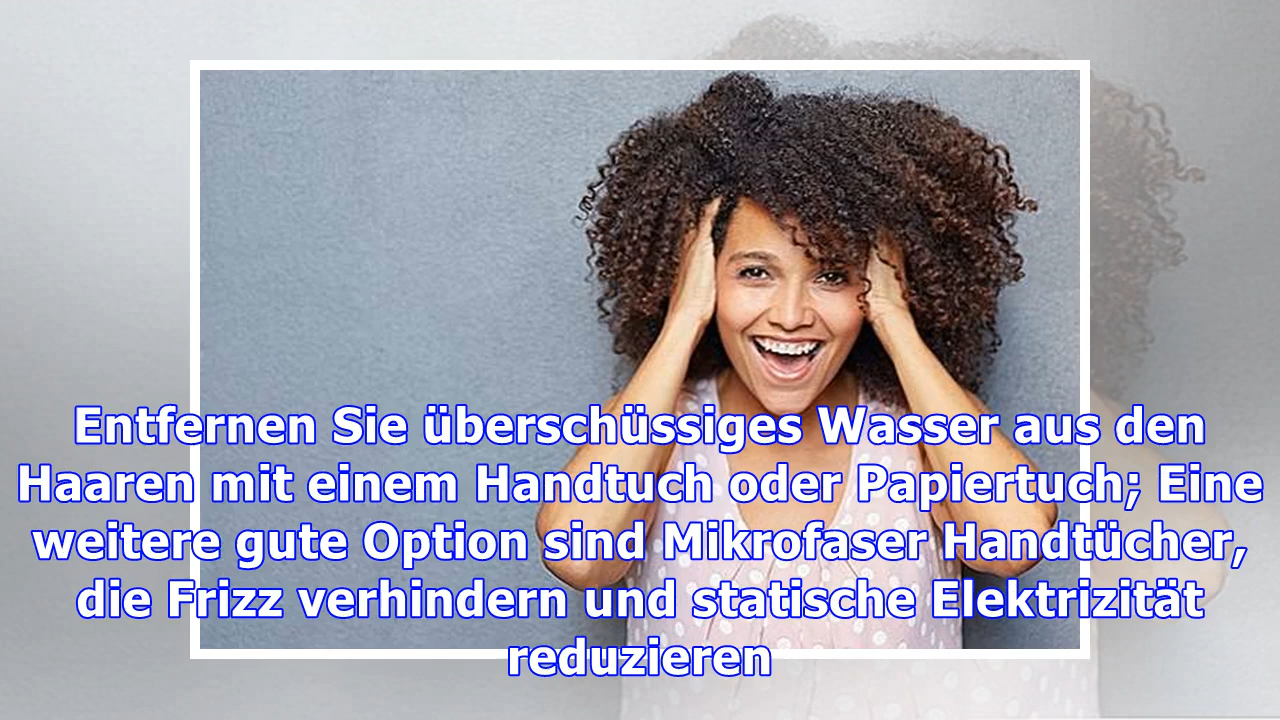 Entfernen Sie überschüssiges Wasser aus den
Haaren mit einem Handtuch oder Papiertuch; Eine
weitere gute Option sind Mikrofaser Handtücher,
die Frizz verhindern und statische Elektrizität
reduzieren